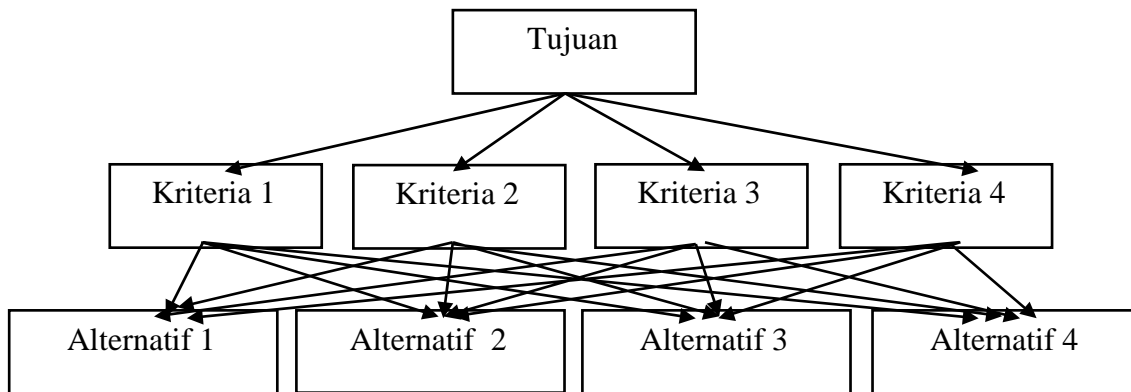 Tujuan
Kriteria 1
Kriteria 2
Kriteria 3
Kriteria 4
Alternatif 1
Alternatif 2
Alternatif 3
Alternatif 4